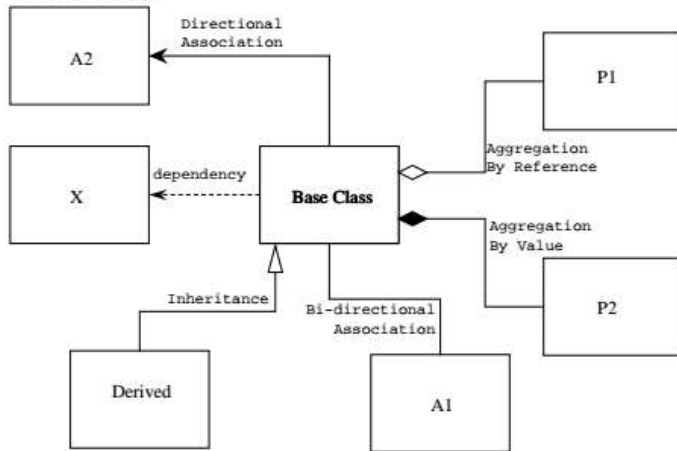 Directional
Association
A2
P1
Aggregation
By Reference
dependency
X
Base Class
Aggregation
By Value
Inheritance
Bi-directional
Association
P2
Derived
A1